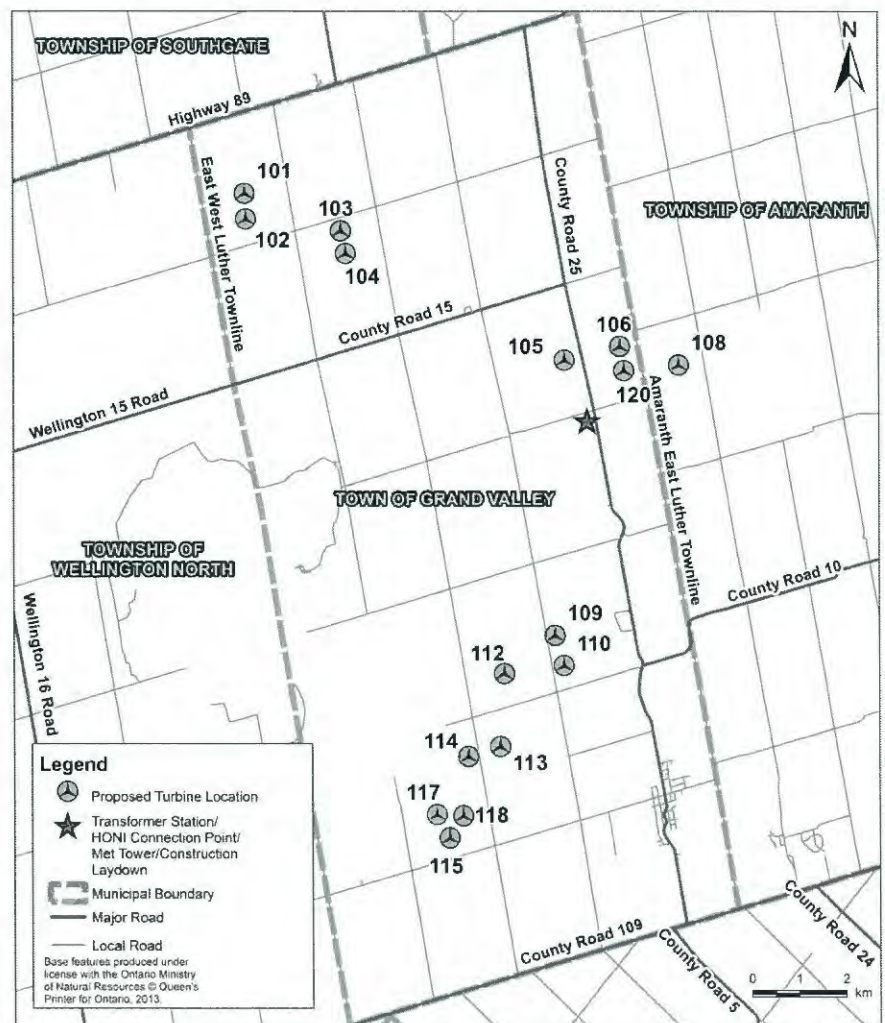 TOWNSHIP OF SOUTHGATE
N
Highway 89
101
East West Luther Townline
102
103
104
County Road 25
TOWNSHIP OF AMARANTH
County Road 15
105
106
108
120
Wellington 15 Road
Amaranth East Luther Townline
TOWN OF GRAND VALLEY
TOWNSHIP OF
WELLINGTON NORTH
County Road 10
Wellington 16 Road
109
110
112
114
113
117
118
115
Legend
Proposed Turbine Location
Transformer Station/
HONI Connection Point/
Met Tower/Construction
Laydown
Municipal Boundary
Major Road
Local Road
Base features produced under
license with the Ontario Ministry
of Natural Resources © Queen's
Printer for Ontario, 2013.
County Road 109
County Road 5
County Road 24
0 1 2
km